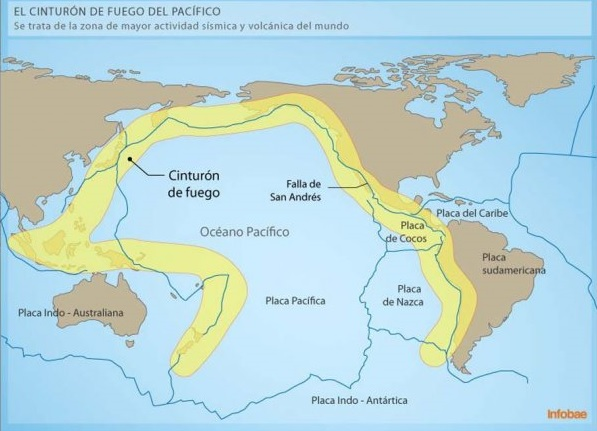 EL CINTURÓN DE FUEGO DEL PACÍFICO
Se trata de la zona de mayor actividad sísmica y volcánica del mundo
Cinturón
de fuego
Falla de
San Andrés
Placa del Caribe
Océano Pacífico
Placa
de Cocos
Placa
sudamericana
Placa Pacífica
Placa
de Nazca
Placa Indo - Australiana
Placa Indo - Antártica
Infobae